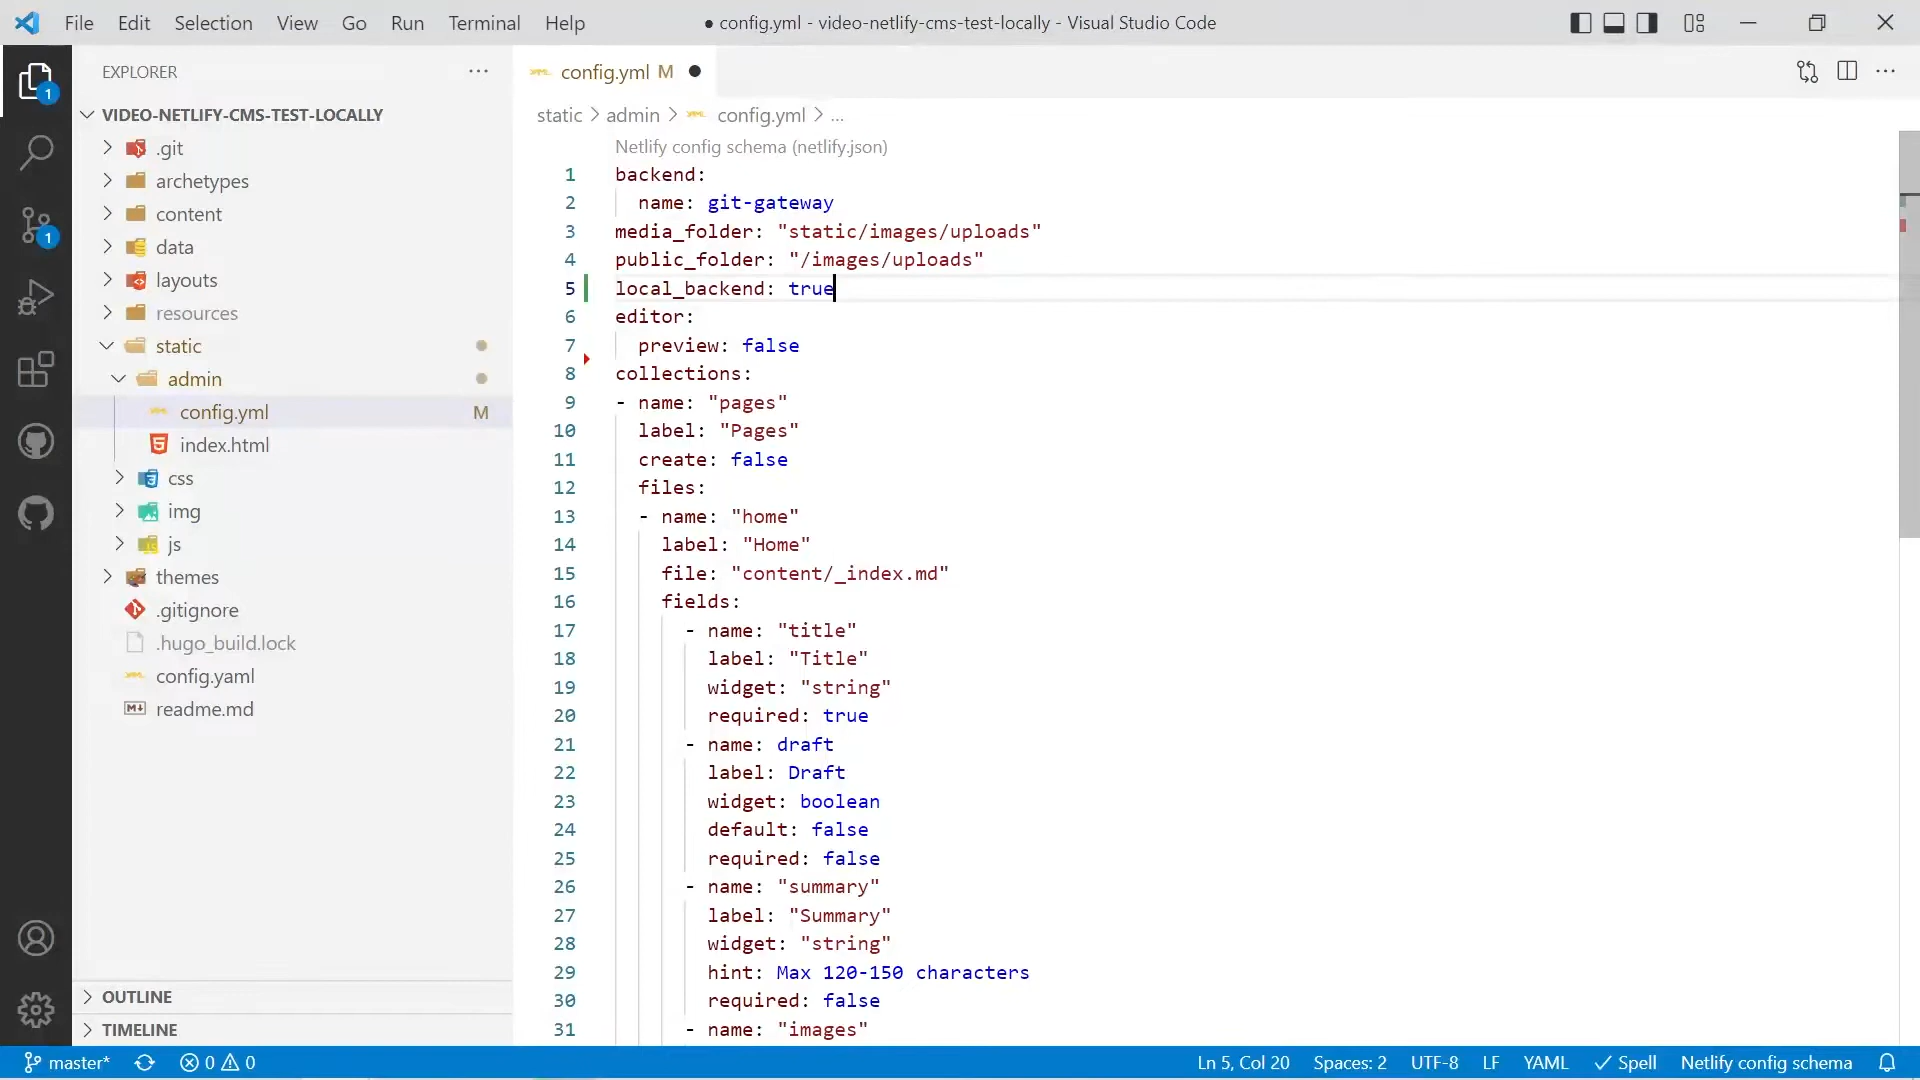 File Edit Selection View Go Run Terminal Help
● config.yml - video-netlify-cms-test-locally - Visual Studio Code
EXPLORER
VIDEO-NETLIFY-CMS-TEST-LOCALLY
.git
archetypes
content
data
layouts
resources
static
admin
config.yml M
index.html
css
img
js
themes
.gitignore
.hugo_build.lock
config.yaml
readme.md
OUTLINE
TIMELINE
1
1
config.yml M
static > admin > config.yml > ...
Netlify config schema (netlify.json)
1 backend:
2 name: git-gateway
3 media_folder: "static/images/uploads"
4 public_folder: "/images/uploads"
5 local_backend: true
6 editor:
7 preview: false
8 collections:
9 - name: "pages"
10 label: "Pages"
11 create: false
12 files:
13 - name: "home"
14 label: "Home"
15 file: "content/_index.md"
16 fields:
17 - name: "title"
18 label: "Title"
19 widget: "string"
20 required: true
21 - name: draft
22 label: Draft
23 widget: boolean
24 default: false
25 required: false
26 - name: "summary"
27 label: "Summary"
28 widget: "string"
29 hint: Max 120-150 characters
30 required: false
31 - name: "images"
master* 0 0 Ln 5, Col 20 Spaces: 2 UTF-8 LF YAML Spell Netlify config schema